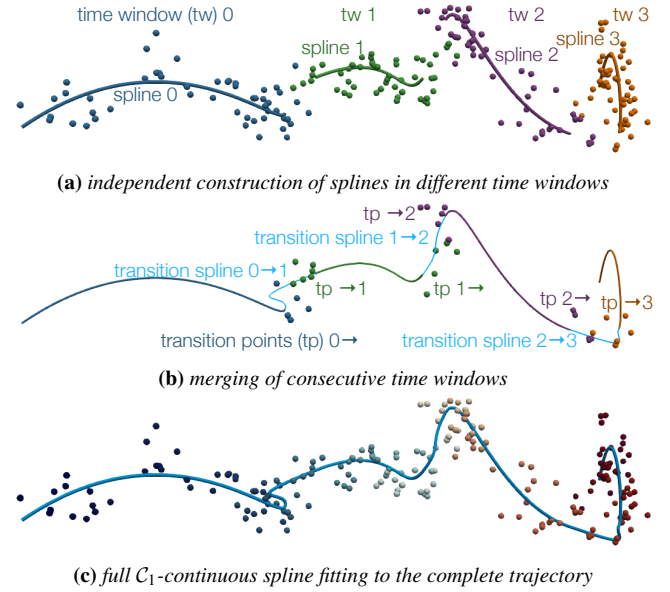 time window (tw) 0 tw 1 tw 2 tw 3
spline 0 spline 1 spline 2 spline 3
(a) independent construction of splines in different time windows
tp →2
transition spline 1→2
transition spline 0→1 tp →1 tp 1→ tp 2→ tp →3
transition points (tp) 0→ transition spline 2→3
(b) merging of consecutive time windows
(c) full C₁-continuous spline fitting to the complete trajectory